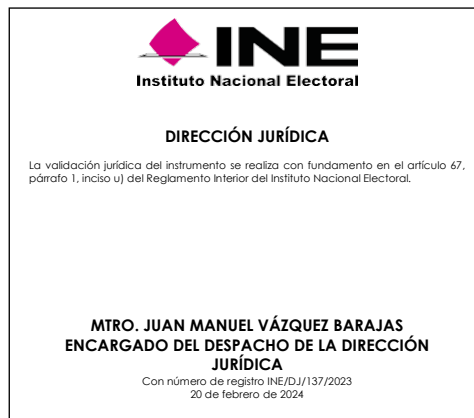 INE
Instituto Nacional Electoral
DIRECCIÓN JURÍDICA
La validación jurídica del instrumento se realiza con fundamento en el artículo 67,
párrafo 1, inciso u) del Reglamento Interior del Instituto Nacional Electoral.
MTRO. JUAN MANUEL VÁZQUEZ BARAJAS
ENCARGADO DEL DESPACHO DE LA DIRECCIÓN
JURÍDICA
Con número de registro INE/DJ/137/2023
20 de febrero de 2024